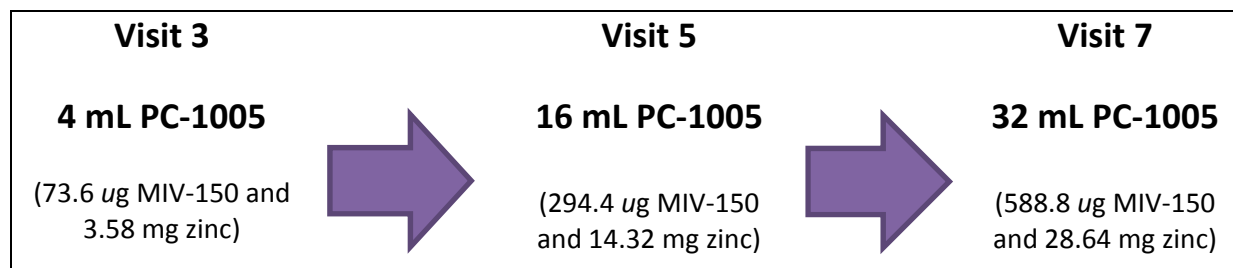 Visit 3
4 mL PC-1005
(73.6 ug MIV-150 and
3.58 mg zinc)
Visit 5
16 mL PC-1005
(294.4 ug MIV-150
and 14.32 mg zinc)
Visit 7
32 mL PC-1005
(588.8 ug MIV-150
and 28.64 mg zinc)